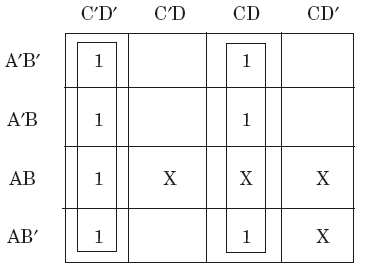 C′D′ C′D CD CD′
A′B′ 1 1
A′B 1 1
AB 1 X X X
AB′ 1 1 X